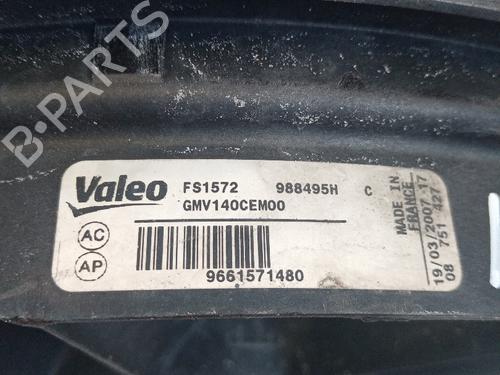 B-PARTS
Valeo FS1572 988495H C
GMV140CEM00
AC
AP
9661571480
MADE IN
FRANCE
19/03/2007 17
08 751 427